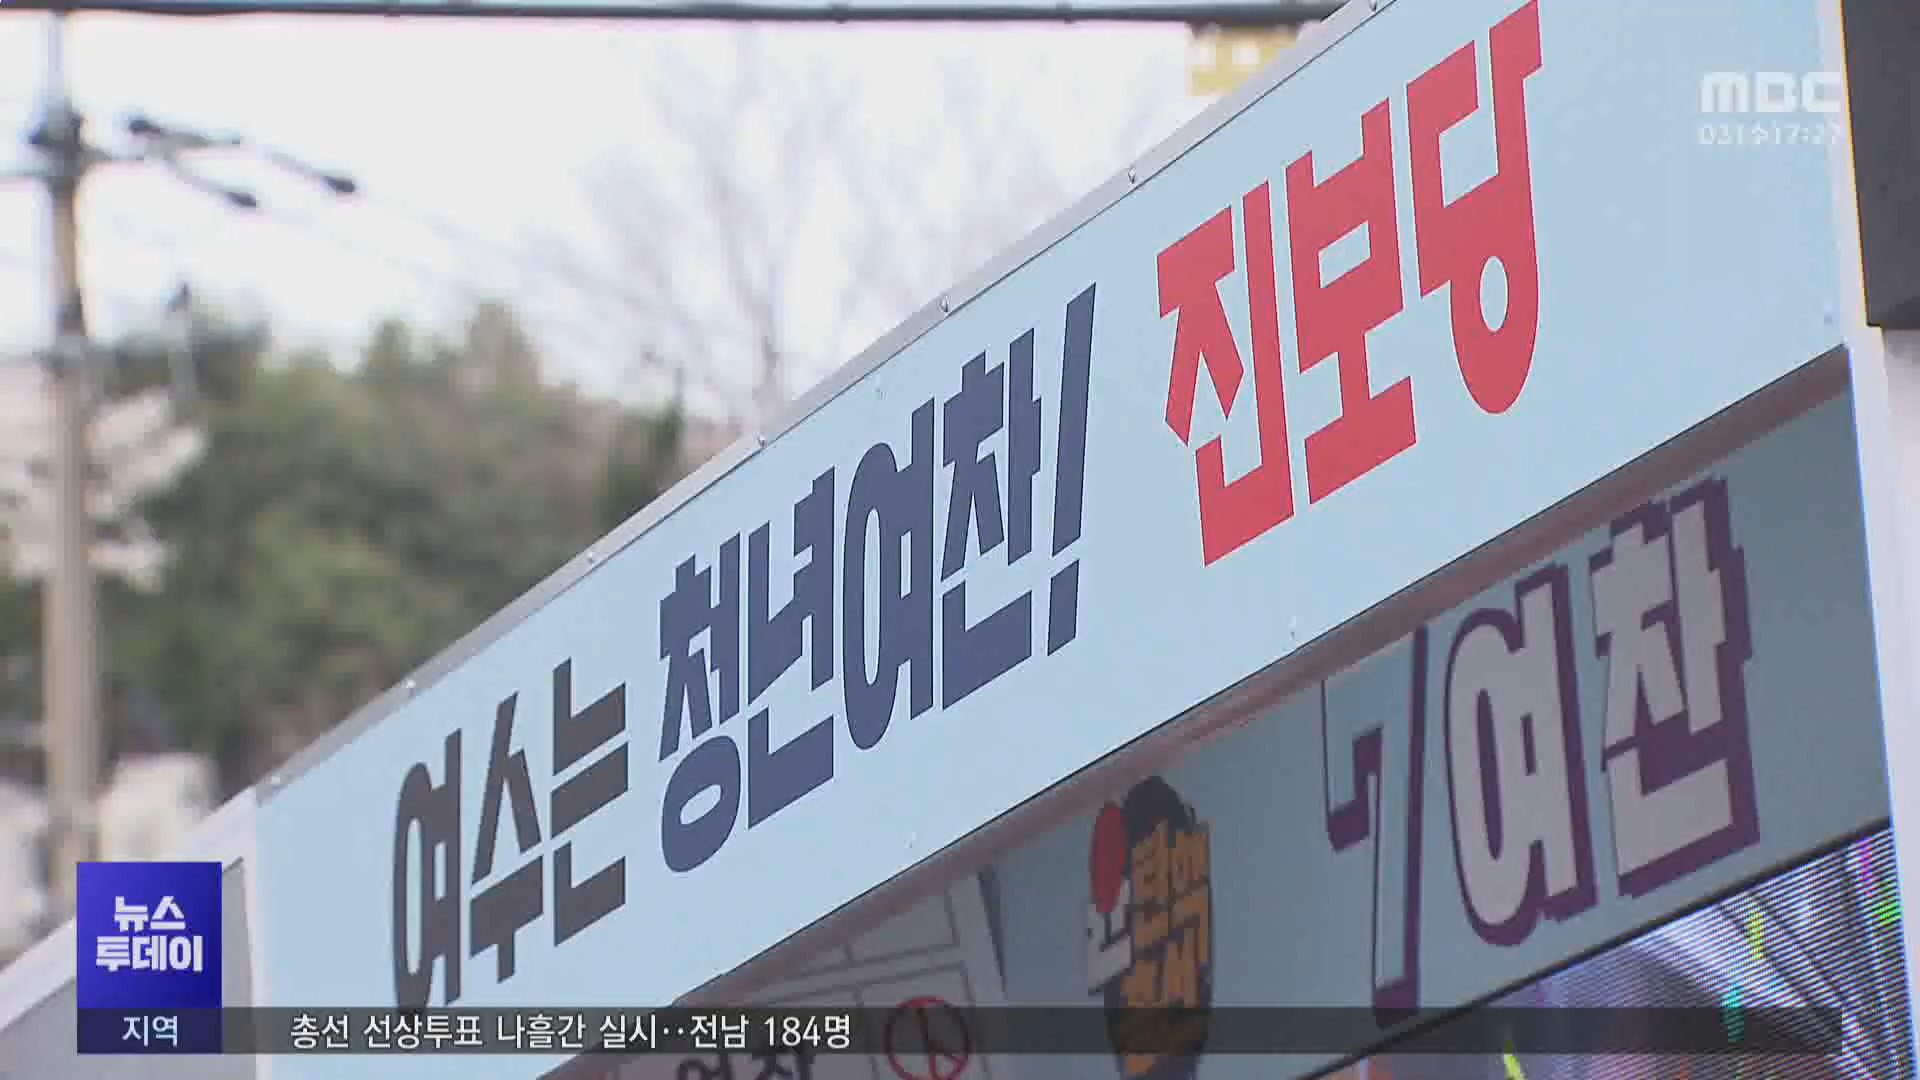 MBC
여수는 청년여찬! 진보당
7 여찬
뉴스
투데이
지역
총선 선상투표 나흘간 실시··전남 184명